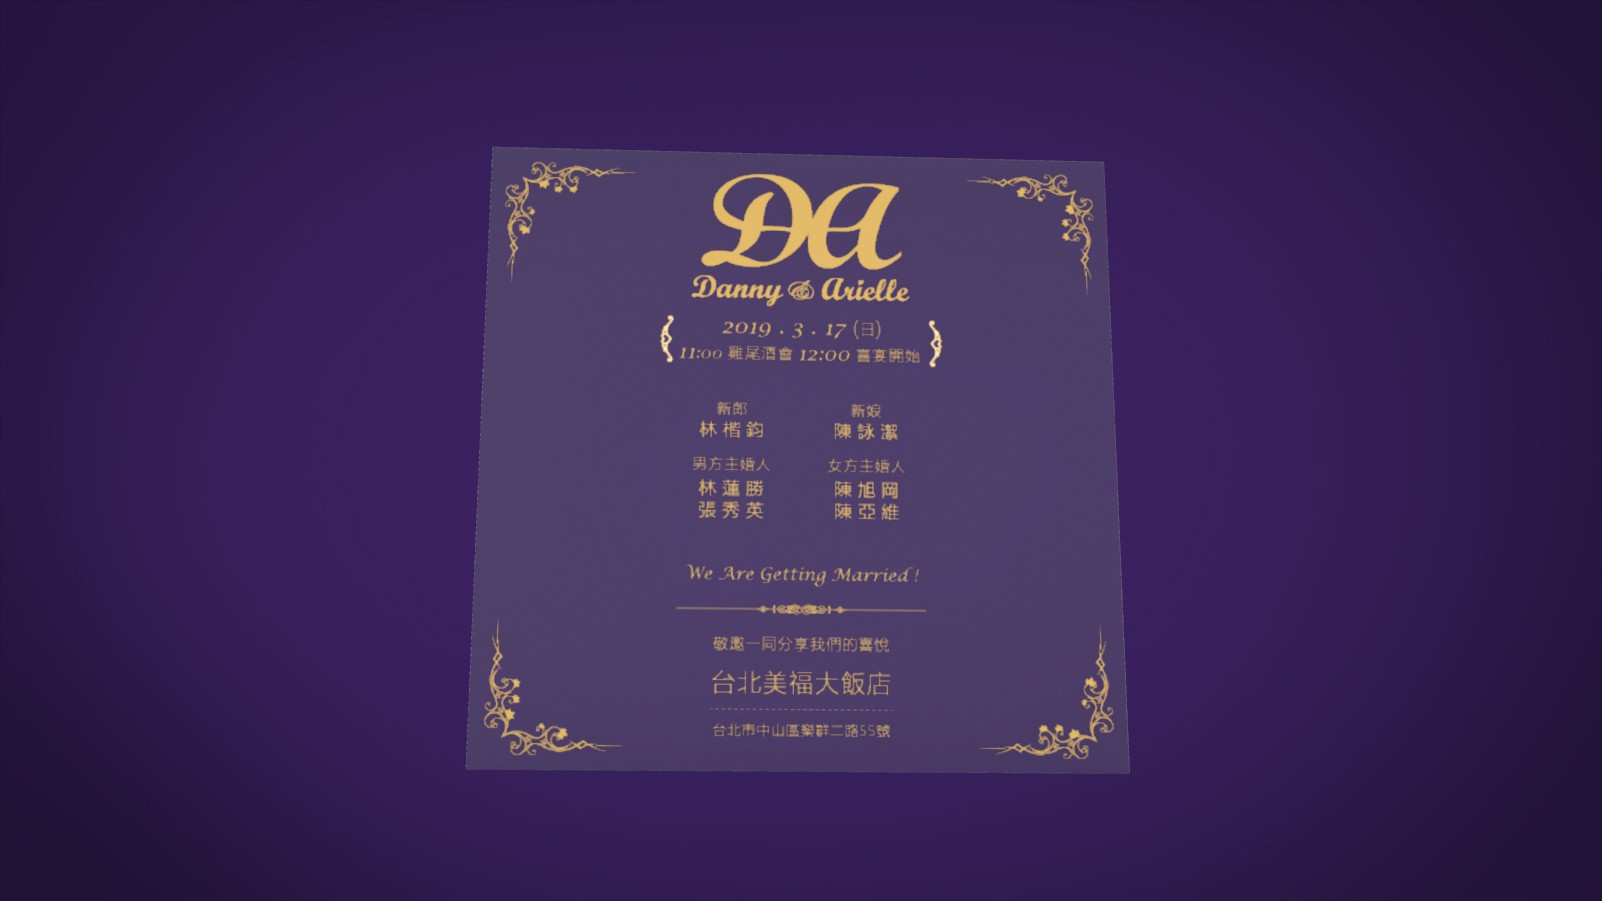 DA
Danny & Arielle
2019 . 3 . 17 (日)
11:00 雞尾酒會 12:00 喜宴開始
新郎 新娘
林楷鈞 陳詠潔
男方主婚人 女方主婚人
林蓮勝 陳旭岡
張秀英 陳亞維
We Are Getting Married !
敬邀一同分享我們的喜悅
台北美福大飯店
台北市中山區樂群二路55號